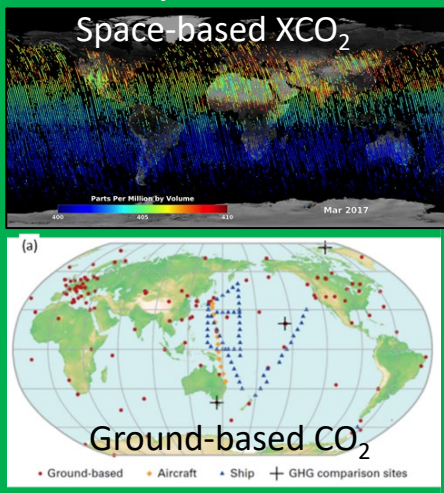 Space-based XCO₂
Parts Per Million by Volume
400 405 410
Mar 2017
(a)
Ground-based CO₂
• Ground-based • Aircraft ▲ Ship + GHG comparison sites